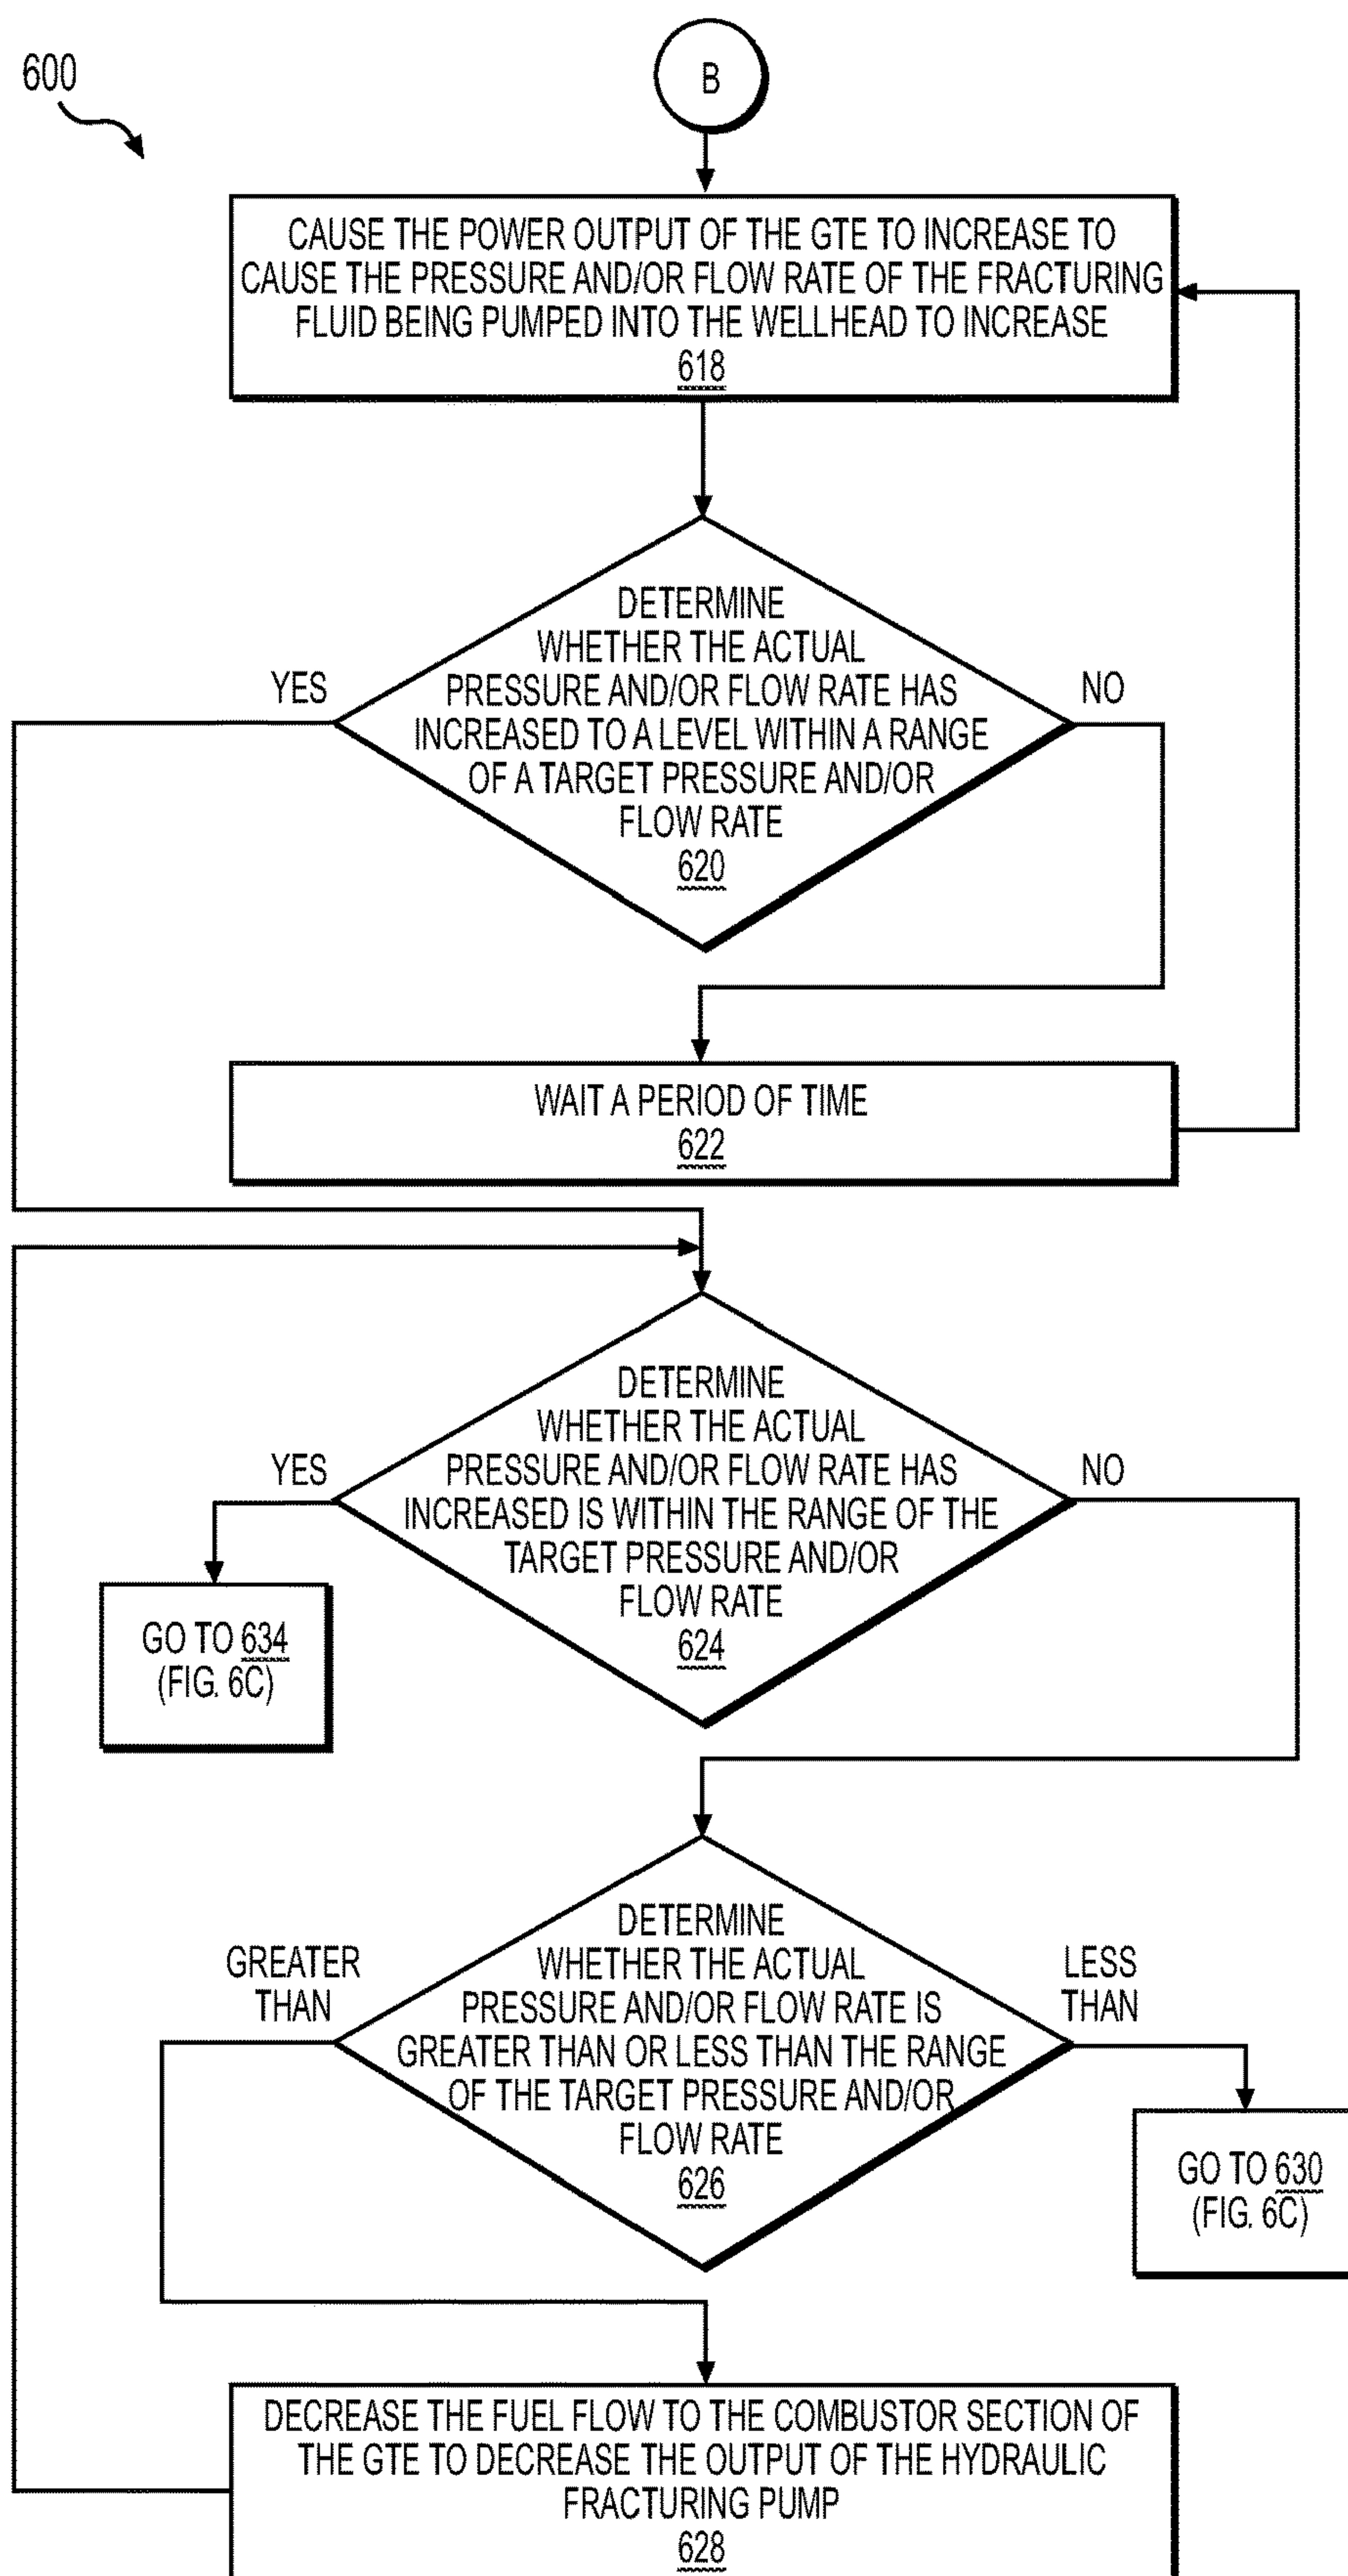 600
B
CAUSE THE POWER OUTPUT OF THE GTE TO INCREASE TO
CAUSE THE PRESSURE AND/OR FLOW RATE OF THE FRACTURING
FLUID BEING PUMPED INTO THE WELLHEAD TO INCREASE
618
DETERMINE
WHETHER THE ACTUAL
PRESSURE AND/OR FLOW RATE HAS
INCREASED TO A LEVEL WITHIN A RANGE
OF A TARGET PRESSURE AND/OR
FLOW RATE
620
YES
NO
WAIT A PERIOD OF TIME
622
DETERMINE
WHETHER THE ACTUAL
PRESSURE AND/OR FLOW RATE HAS
INCREASED IS WITHIN THE RANGE OF THE
TARGET PRESSURE AND/OR
FLOW RATE
624
YES
NO
GO TO 634
(FIG. 6C)
DETERMINE
WHETHER THE ACTUAL
PRESSURE AND/OR FLOW RATE IS
GREATER THAN OR LESS THAN THE RANGE
OF THE TARGET PRESSURE AND/OR
FLOW RATE
626
GREATER
THAN
LESS
THAN
GO TO 630
(FIG. 6C)
DECREASE THE FUEL FLOW TO THE COMBUSTOR SECTION OF
THE GTE TO DECREASE THE OUTPUT OF THE HYDRAULIC
FRACTURING PUMP
628